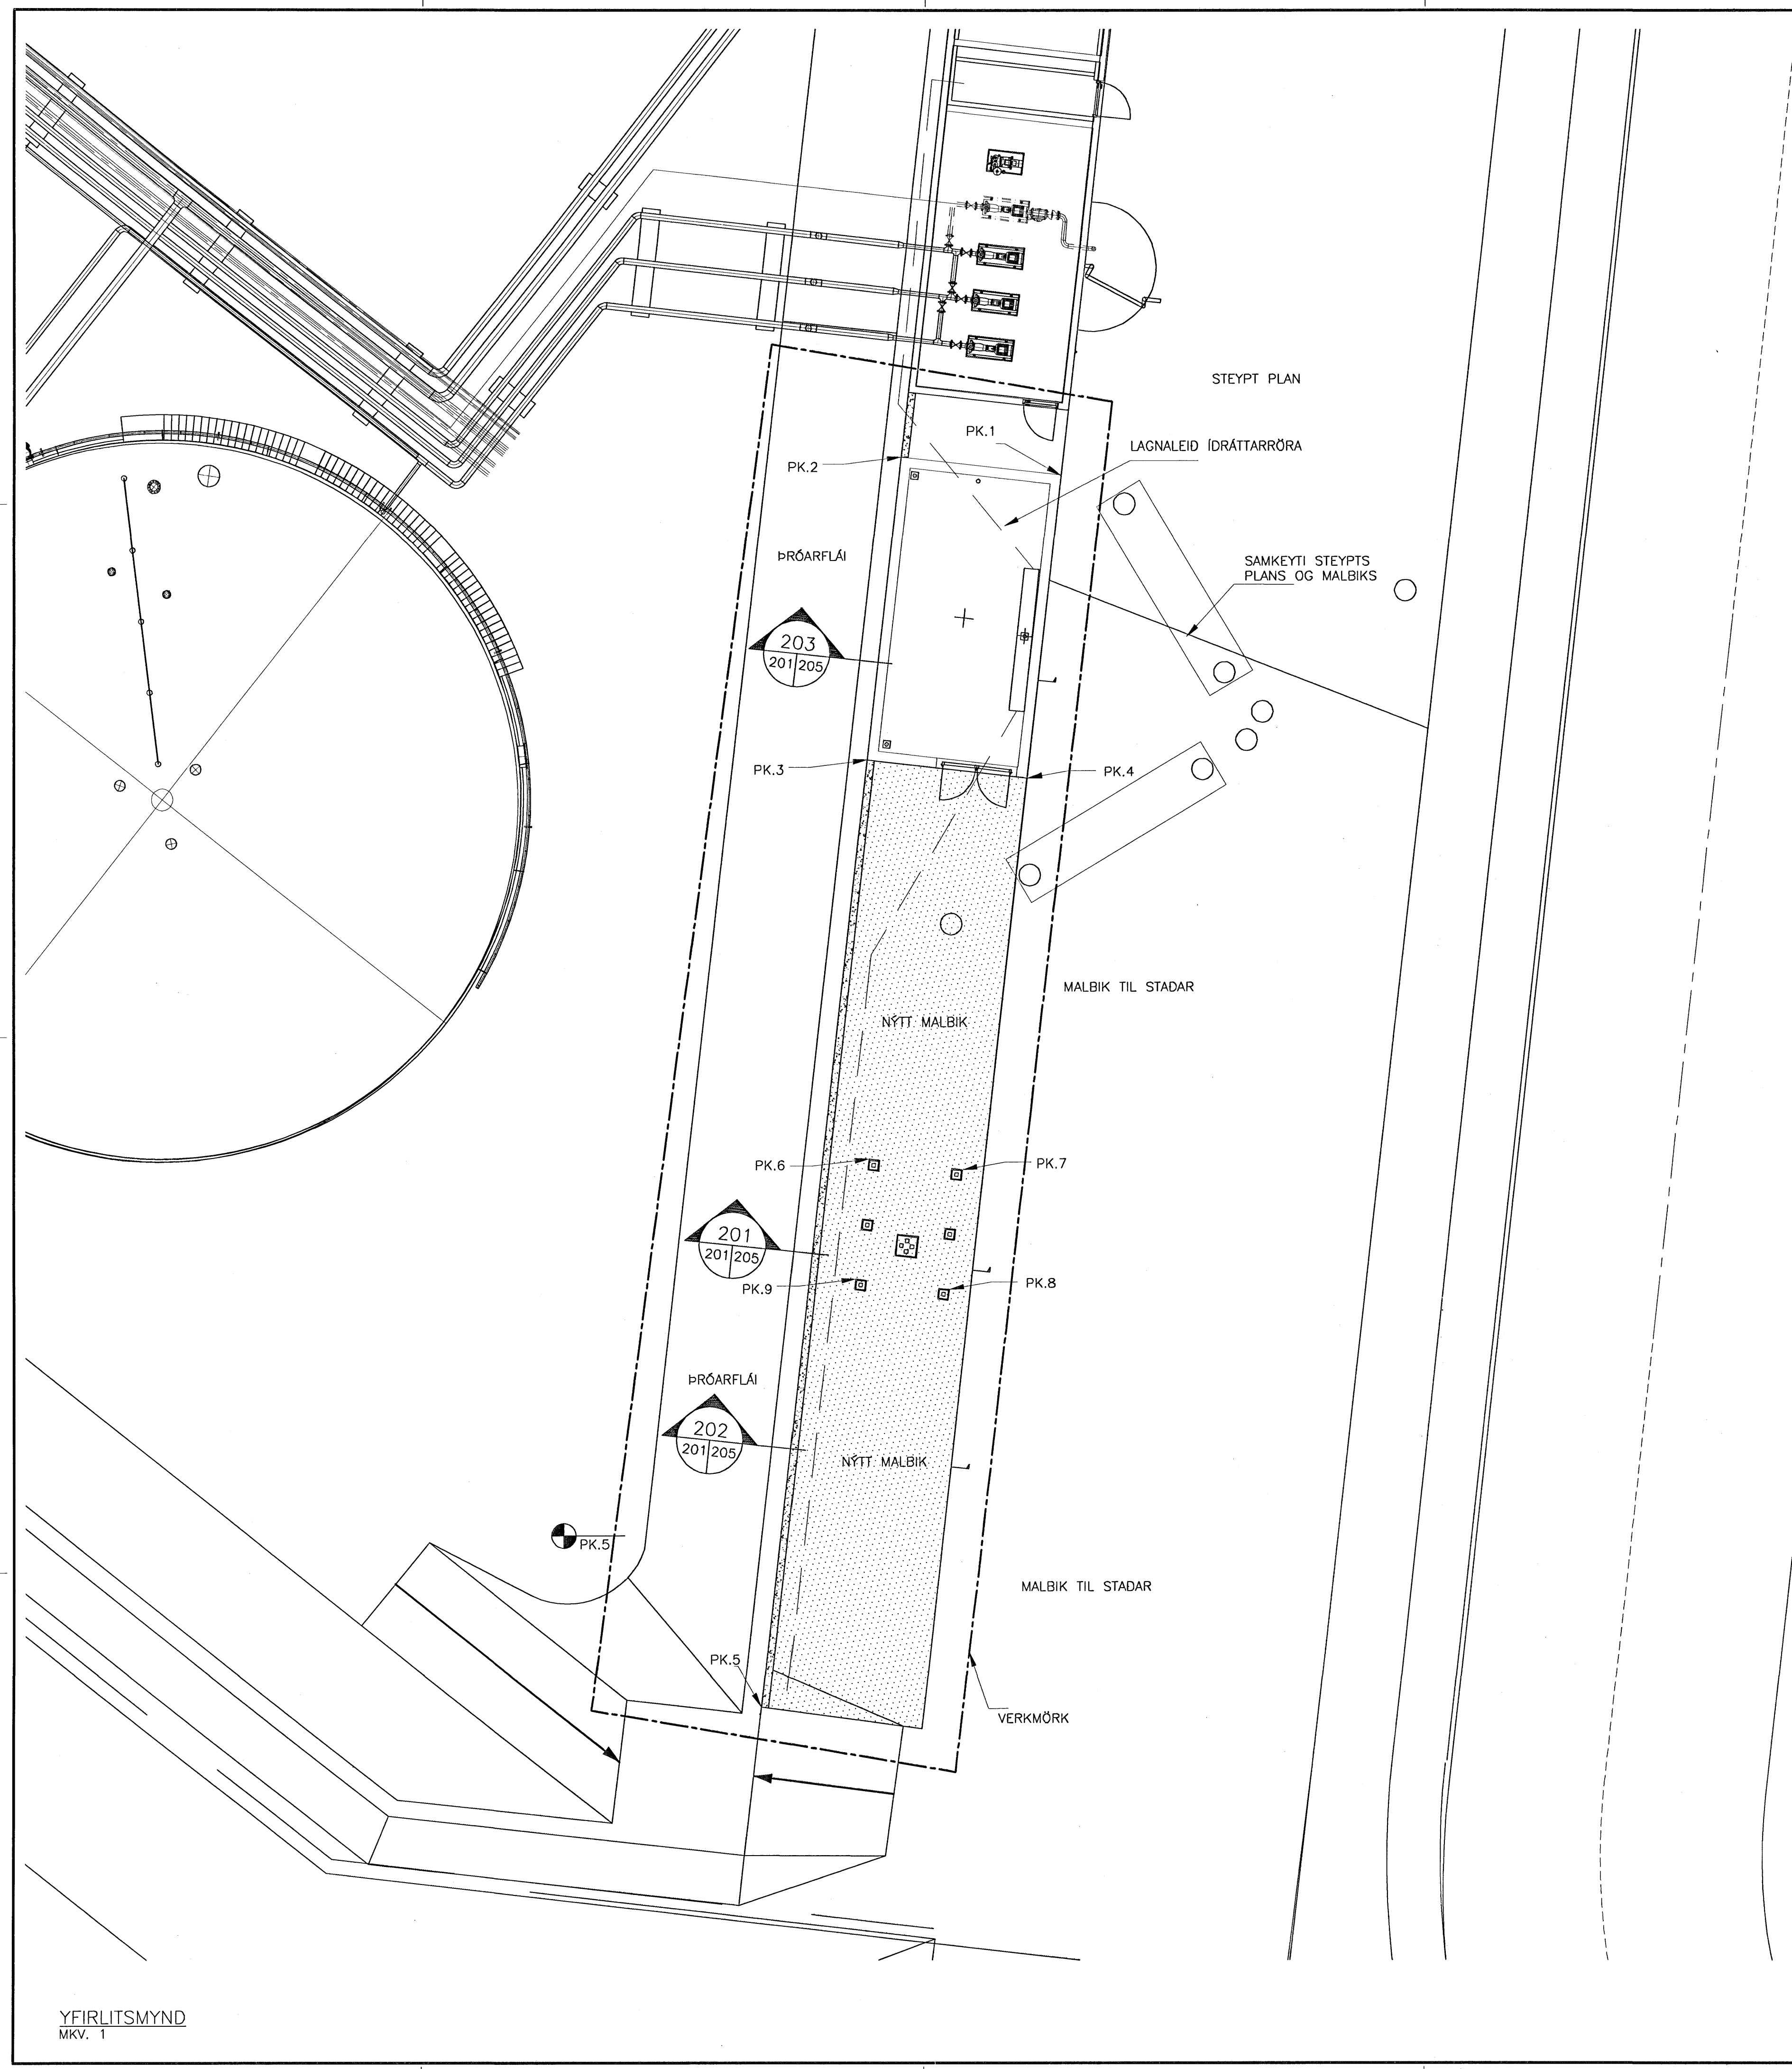 STEYPT PLAN
PK.1
LAGNALEIÐ ÍDRÁTTARRÖRA
PK.2
ÞRÓARFLÁI
SAMKEYTI STEYPTS
PLANS OG MALBIKS
203
201 205
PK.3
PK.4
MALBIK TIL STAÐAR
NÝTT MALBIK
PK.6
PK.7
201
201 205
PK.9
PK.8
ÞRÓARFLÁI
202
201 205
NÝTT MALBIK
PK.5
MALBIK TIL STAÐAR
PK.5
VERKMÖRK
YFIRLITSMYND
MKV. 1